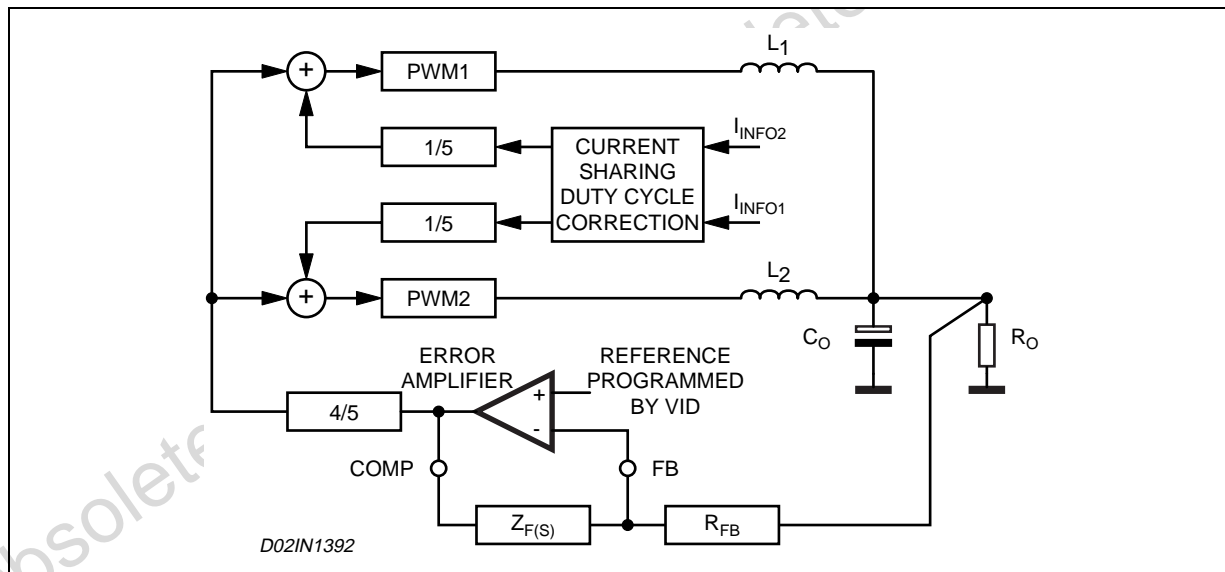 L1
PWM1
1/5
CURRENT
SHARING
DUTY CYCLE
CORRECTION
IINFO2
1/5
IINFO1
L2
PWM2
CO
RO
ERROR
AMPLIFIER
REFERENCE
PROGRAMMED
BY VID
4/5
+
+
+
-
COMP
FB
ZF(S)
RFB
D02IN1392
Obsolete